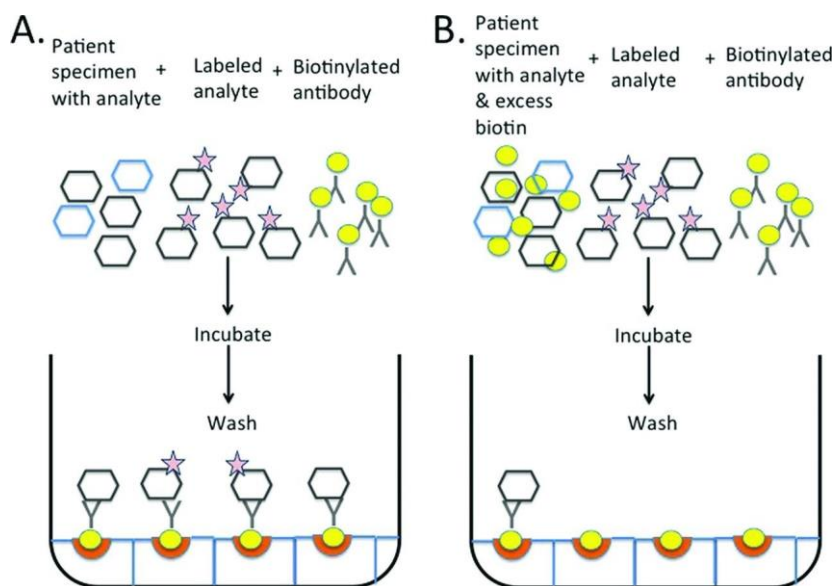 A.
Patient
specimen
with analyte
+
Labeled
analyte
+
Biotinylated
antibody
Incubate
Wash
B.
Patient
specimen
with analyte
& excess
biotin
+
Labeled
analyte
+
Biotinylated
antibody
Incubate
Wash